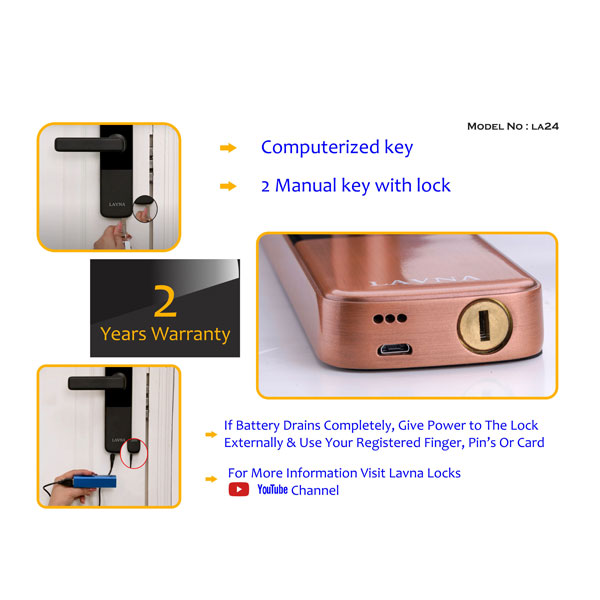 MODEL NO : LA24
Computerized key
2 Manual key with lock
LAVNA
LAVNA
2
Years Warranty
LAVNA
If Battery Drains Completely, Give Power to The Lock
Externally & Use Your Registered Finger, Pin's Or Card
For More Information Visit Lavna Locks
YouTube Channel